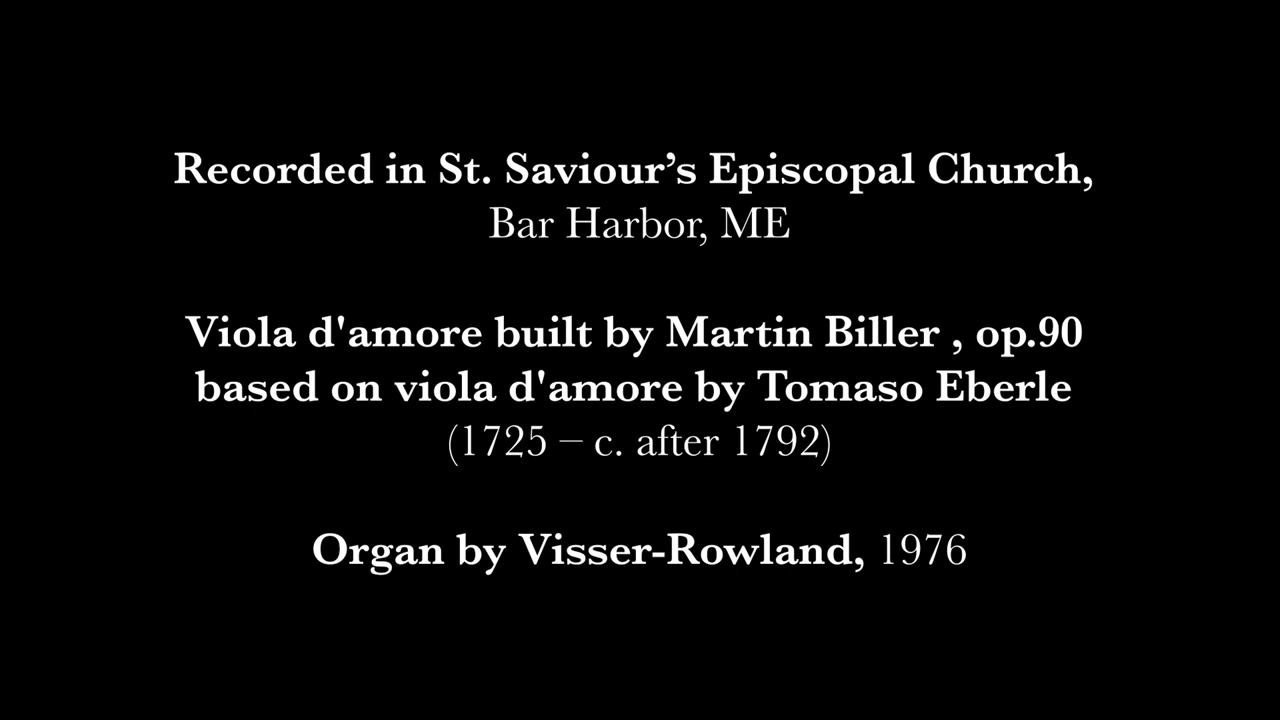 Recorded in St. Saviour’s Episcopal Church,
Bar Harbor, ME
Viola d'amore built by Martin Biller , op.90
based on viola d'amore by Tomaso Eberle
(1725 – c. after 1792)
Organ by Visser-Rowland, 1976